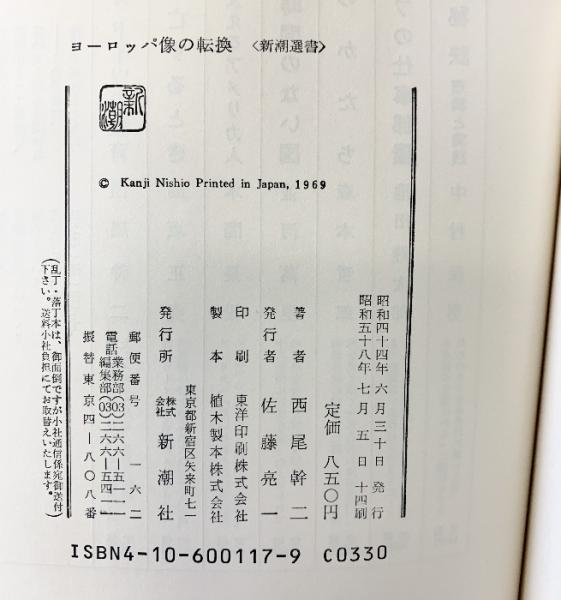 ヨーロッパ像の転換 〈新潮選書〉
新潮
© Kanji Nishio Printed in Japan, 1969
昭和四十四年 六 月三十日 発 行
昭和五十八年 七 月 五 日 十四刷
定価 八五〇円
著者 西尾幹二
発行者 佐藤亮一
印刷 東洋印刷株式会社
製本 植木製本株式会社
東京都新宿区矢来町七一
発行所 株式会社 新潮社
郵便番号 一六二
電話業務部(03)二六六―五一一一
編集部(03)二六六―五四一一
振替東京四―八〇八番
(乱丁・落丁本は、御面倒ですが小社通信係宛御送付
下さい。送料小社負担にてお取替えいたします。)
ISBN4-10-600117-9 C0330